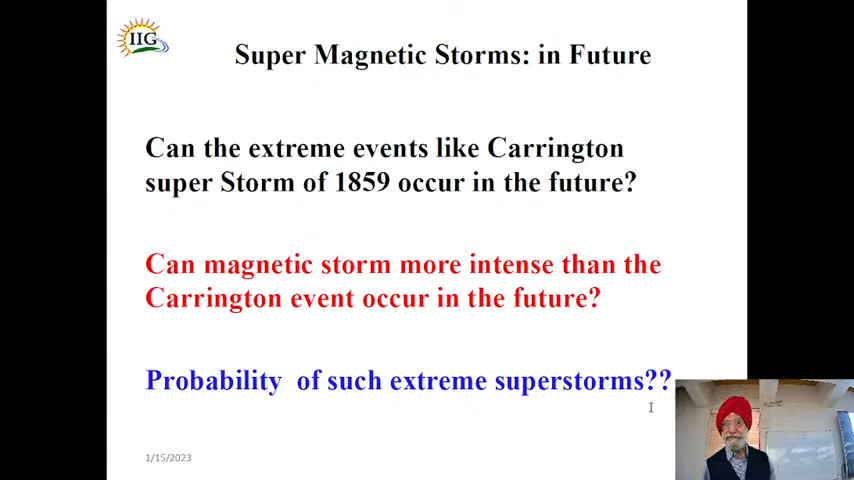 IIG
Super Magnetic Storms: in Future
Can the extreme events like Carrington
super Storm of 1859 occur in the future?
Can magnetic storm more intense than the
Carrington event occur in the future?
Probability of such extreme superstorms??
1/15/2023